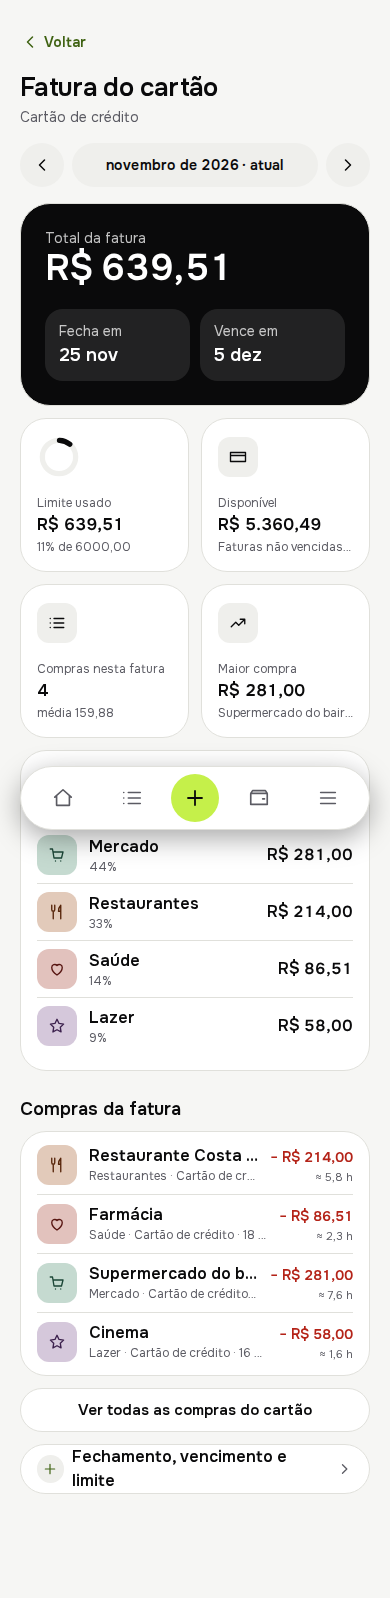 Voltar
Fatura do cartão
Cartão de crédito
novembro de 2026 · atual
Total da fatura
R$ 639,51
Fecha em
25 nov
Vence em
5 dez
Limite usado
R$ 639,51
11% de 6000,00
Disponível
R$ 5.360,49
Faturas não vencidas...
Compras nesta fatura
4
média 159,88
Maior compra
R$ 281,00
Supermercado do bair...
Mercado
44%
R$ 281,00
Restaurantes
33%
R$ 214,00
Saúde
14%
R$ 86,51
Lazer
9%
R$ 58,00
Compras da fatura
Restaurante Costa ...
− R$ 214,00
Restaurantes · Cartão de cr...
≈ 5,8 h
Farmácia
− R$ 86,51
Saúde · Cartão de crédito · 18 ...
≈ 2,3 h
Supermercado do b...
− R$ 281,00
Mercado · Cartão de crédito...
≈ 7,6 h
Cinema
− R$ 58,00
Lazer · Cartão de crédito · 16 ...
≈ 1,6 h
Ver todas as compras do cartão
Fechamento, vencimento e
limite